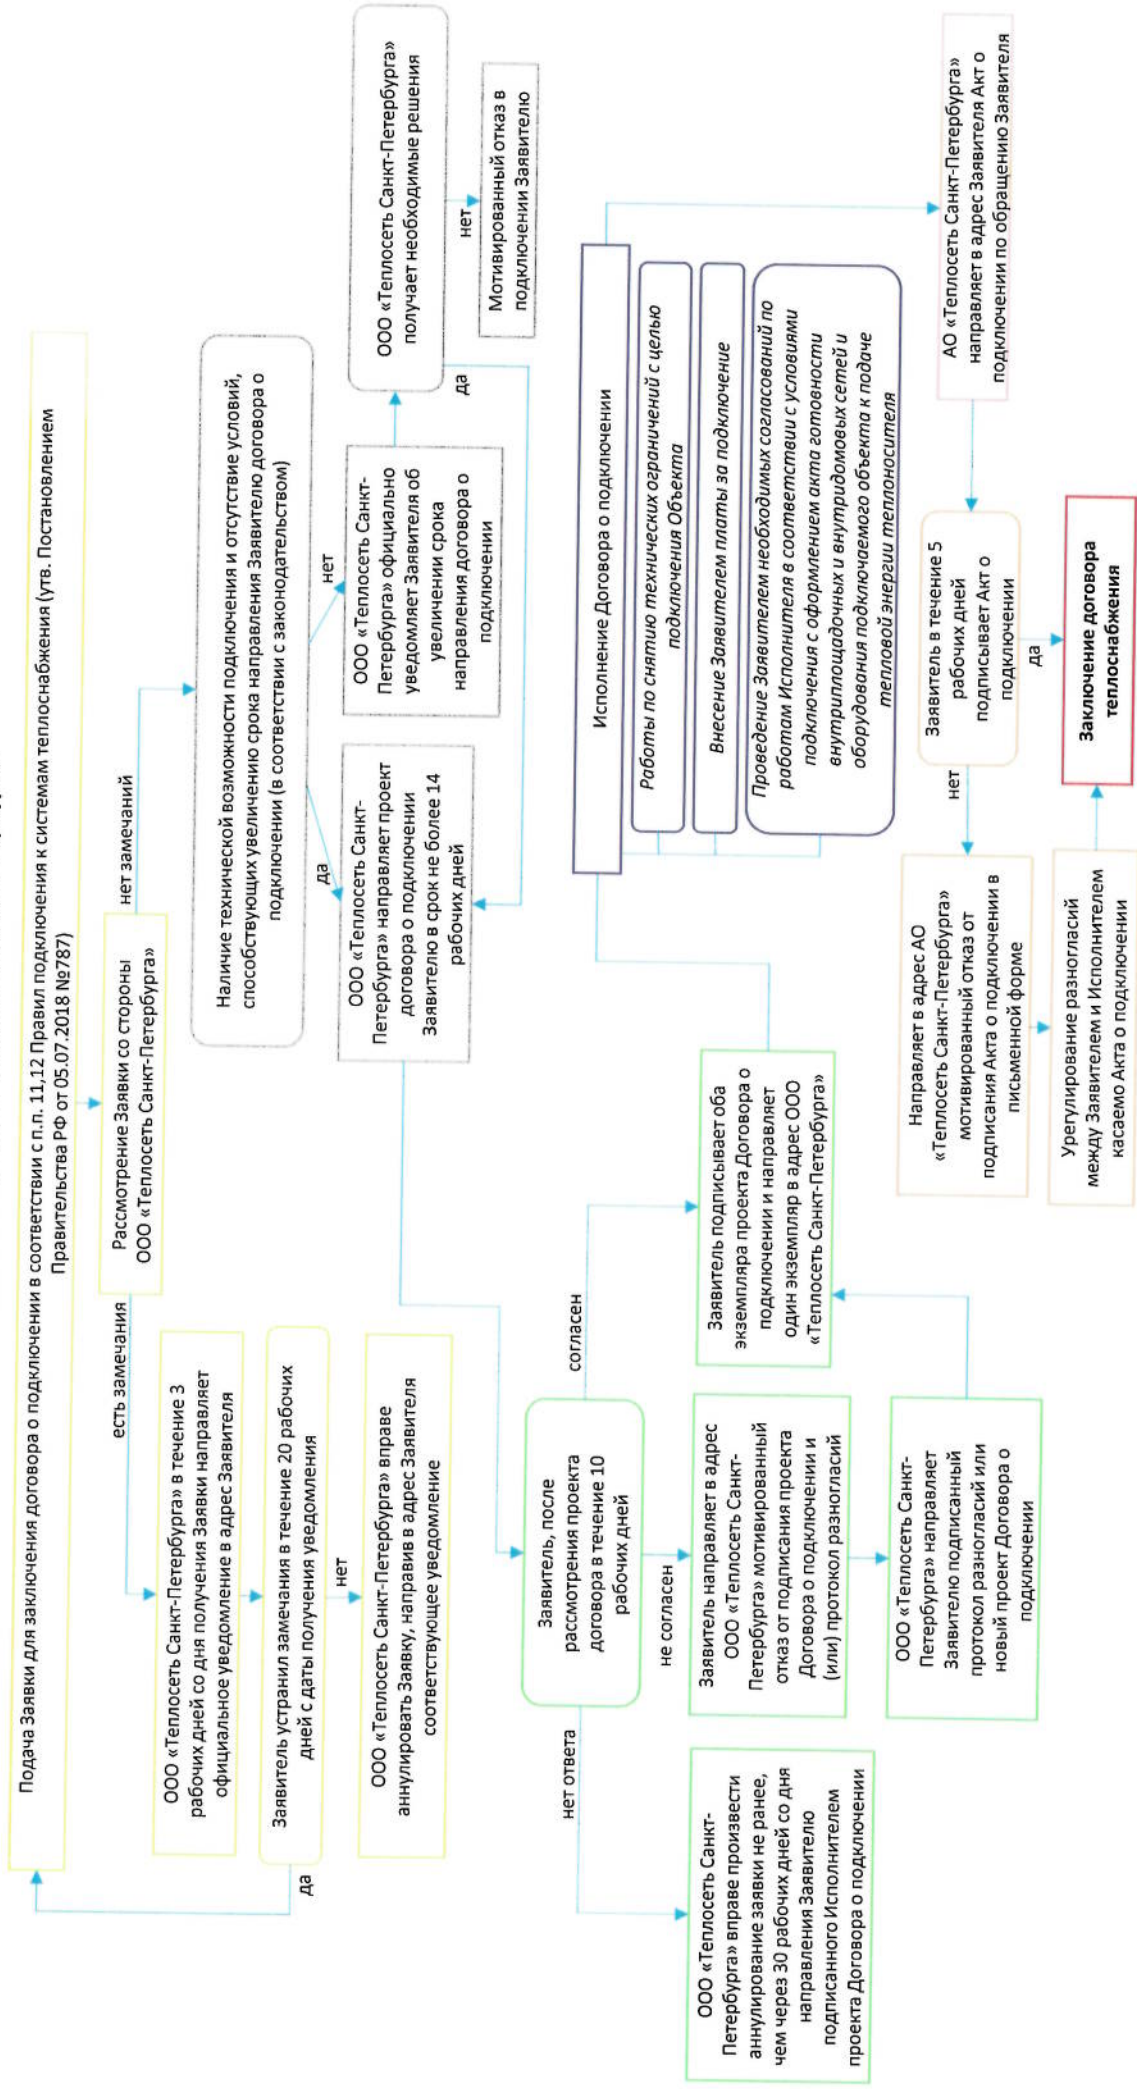 Подача Заявки для заключения договора о подключении в соответствии с п.п. 11,12 Правил подключения к системам теплоснабжения (утв. Постановлением
Правительства РФ от 05.07.2018 №787)
Рассмотрение Заявки со стороны
ООО «Теплосеть Санкт-Петербурга»
есть замечания
нет замечаний
ООО «Теплосеть Санкт-Петербурга» в течение 3
рабочих дней со дня получения Заявки направляет
официальное уведомление в адрес Заявителя
Заявитель устранил замечания в течение 20 рабочих
дней с даты получения уведомления
да
нет
ООО «Теплосеть Санкт-Петербурга» вправе
аннулировать Заявку, направив в адрес Заявителя
соответствующее уведомление
Наличие технической возможности подключения и отсутствие условий,
способствующих увеличению срока направления Заявителю договора о
подключении (в соответствии с законодательством)
да
нет
ООО «Теплосеть Санкт-
Петербурга» направляет проект
договора о подключении
Заявителю в срок не более 14
рабочих дней
ООО «Теплосеть Санкт-
Петербурга» официально
уведомляет Заявителя об
увеличении срока
направления договора о
подключении
ООО «Теплосеть Санкт-Петербурга»
получает необходимые решения
да
нет
Мотивированный отказ в
подключении Заявителю
Заявитель, после
рассмотрения проекта
договора в течение 10
рабочих дней
нет ответа
не согласен
согласен
ООО «Теплосеть Санкт-
Петербурга» вправе произвести
аннулирование заявки не ранее,
чем через 30 рабочих дней со дня
направления Заявителю
подписанного Исполнителем
проекта Договора о подключении
Заявитель направляет в адрес
ООО «Теплосеть Санкт-
Петербурга» мотивированный
отказ от подписания проекта
Договора о подключении и
(или) протокол разногласий
ООО «Теплосеть Санкт-
Петербурга» направляет
Заявителю подписанный
протокол разногласий или
новый проект Договора о
подключении
Заявитель подписывает оба
экземпляра проекта Договора о
подключении и направляет
один экземпляр в адрес ООО
«Теплосеть Санкт-Петербурга»
Исполнение Договора о подключении
Работы по снятию технических ограничений с целью
подключения Объекта
Внесение Заявителем платы за подключение
Проведение Заявителем необходимых согласований по
работам Исполнителя в соответствии с условиями
подключения с оформлением акта готовности
внутриплощадочных и внутридомовых сетей и
оборудования подключаемого объекта к подаче
тепловой энергии теплоносителя
АО «Теплосеть Санкт-Петербурга»
направляет в адрес Заявителя Акт о
подключении по обращению Заявителя
Заявитель в течение 5
рабочих дней
подписывает Акт о
подключении
нет
да
Направляет в адрес АО
«Теплосеть Санкт-Петербурга»
мотивированный отказ от
подписания Акта о подключении в
письменной форме
Урегулирование разногласий
между Заявителем и Исполнителем
касаемо Акта о подключении
Заключение договора
теплоснабжения